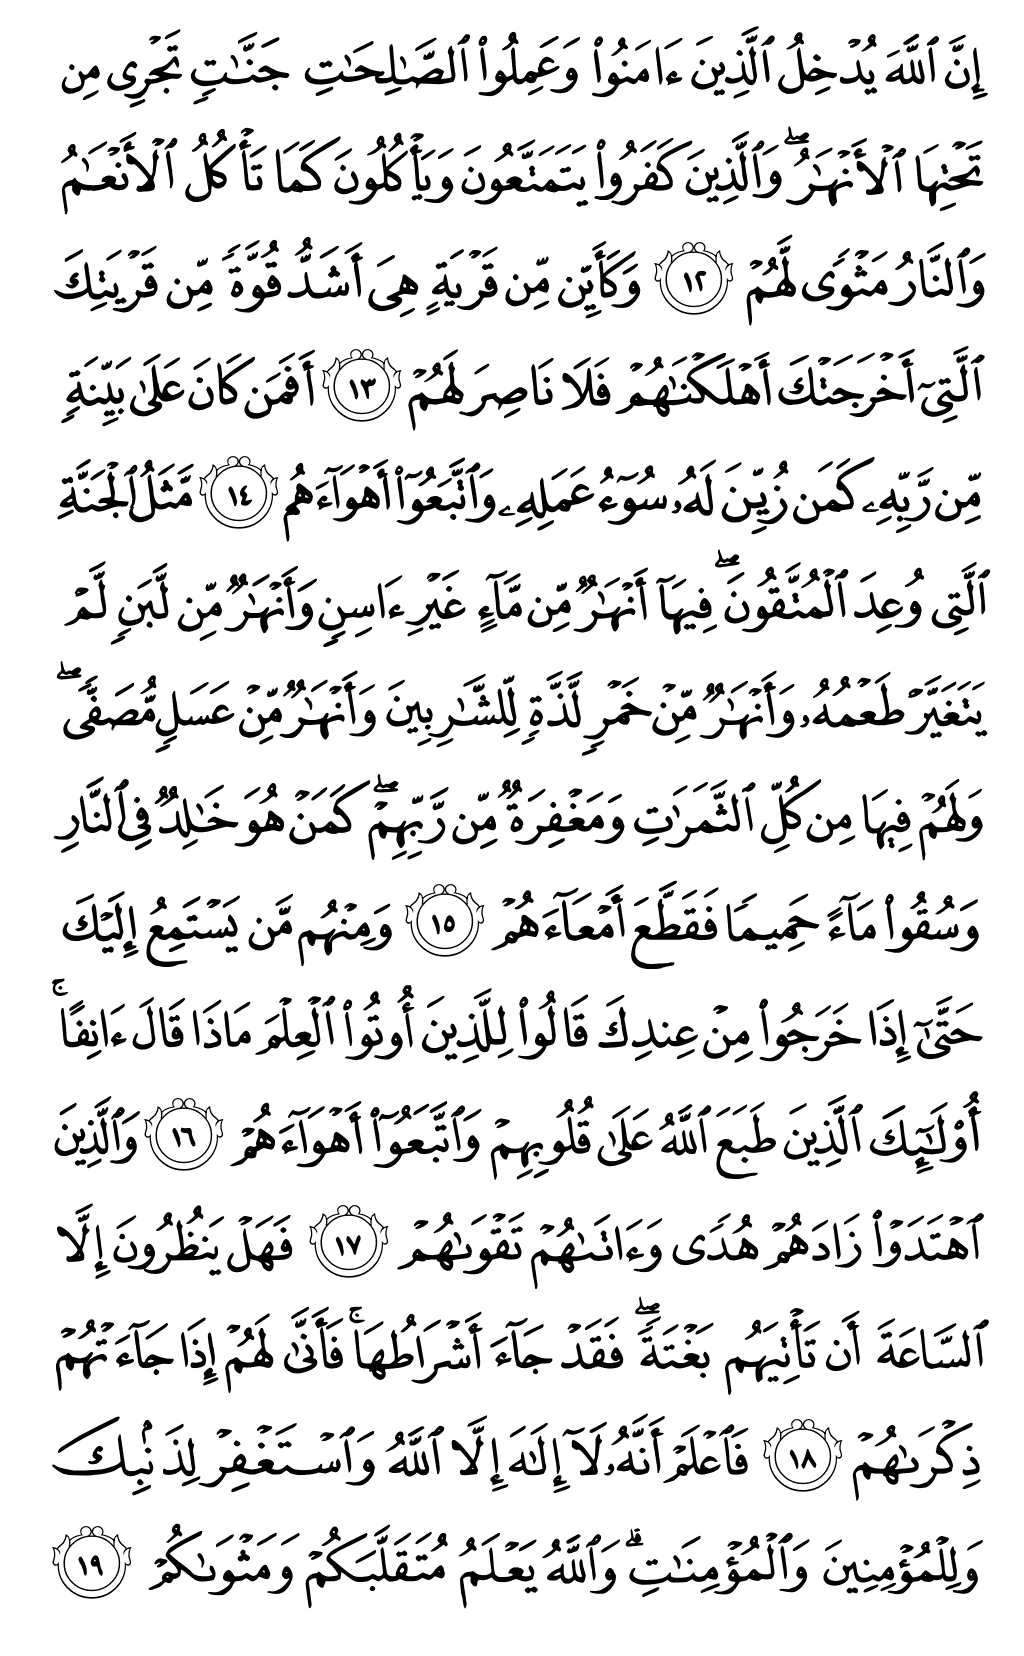 إِنَّ ٱللَّهَ يُدۡخِلُ ٱلَّذِينَ ءَامَنُواْ وَعَمِلُواْ ٱلصَّٰلِحَٰتِ جَنَّٰتٖ تَجۡرِي مِن
تَحۡتِهَا ٱلۡأَنۡهَٰرُۖ وَٱلَّذِينَ كَفَرُواْ يَتَمَتَّعُونَ وَيَأۡكُلُونَ كَمَا تَأۡكُلُ ٱلۡأَنۡعَٰمُ
وَٱلنَّارُ مَثۡوٗى لَّهُمۡ ١٢ وَكَأَيِّن مِّن قَرۡيَةٍ هِيَ أَشَدُّ قُوَّةٗ مِّن قَرۡيَتِكَ
ٱلَّتِيٓ أَخۡرَجَتۡكَ أَهۡلَكۡنَٰهُمۡ فَلَا نَاصِرَ لَهُمۡ ١٣ أَفَمَن كَانَ عَلَىٰ بَيِّنَةٖ
مِّن رَّبِّهِۦ كَمَن زُيِّنَ لَهُۥ سُوٓءُ عَمَلِهِۦ وَٱتَّبَعُوٓاْ أَهۡوَآءَهُم ١٤ مَّثَلُ ٱلۡجَنَّةِ
ٱلَّتِي وُعِدَ ٱلۡمُتَّقُونَۖ فِيهَآ أَنۡهَٰرٞ مِّن مَّآءٍ غَيۡرِ ءَاسِنٖ وَأَنۡهَٰرٞ مِّن لَّبَنٖ لَّمۡ
يَتَغَيَّرۡ طَعۡمُهُۥ وَأَنۡهَٰرٞ مِّنۡ خَمۡرٖ لَّذَّةٖ لِّلشَّٰرِبِينَ وَأَنۡهَٰرٞ مِّنۡ عَسَلٖ مُّصَفّٗىۖ
وَلَهُمۡ فِيهَا مِن كُلِّ ٱلثَّمَرَٰتِ وَمَغۡفِرَةٞ مِّن رَّبِّهِمۡۖ كَمَنۡ هُوَ خَٰلِدٞ فِي ٱلنَّارِ
وَسُقُواْ مَآءً حَمِيمٗا فَقَطَّعَ أَمۡعَآءَهُمۡ ١٥ وَمِنۡهُم مَّن يَسۡتَمِعُ إِلَيۡكَ
حَتَّىٰٓ إِذَا خَرَجُواْ مِنۡ عِندِكَ قَالُواْ لِلَّذِينَ أُوتُواْ ٱلۡعِلۡمَ مَاذَا قَالَ ءَانِفًاۚ
أُوْلَٰٓئِكَ ٱلَّذِينَ طَبَعَ ٱللَّهُ عَلَىٰ قُلُوبِهِمۡ وَٱتَّبَعُوٓاْ أَهۡوَآءَهُمۡ ١٦ وَٱلَّذِينَ
ٱهۡتَدَوۡاْ زَادَهُمۡ هُدٗى وَءَاتَىٰهُمۡ تَقۡوَىٰهُمۡ ١٧ فَهَلۡ يَنظُرُونَ إِلَّا
ٱلسَّاعَةَ أَن تَأۡتِيَهُم بَغۡتَةٗۖ فَقَدۡ جَآءَ أَشۡرَاطُهَاۚ فَأَنَّىٰ لَهُمۡ إِذَا جَآءَتۡهُمۡ
ذِكۡرَىٰهُمۡ ١٨ فَٱعۡلَمۡ أَنَّهُۥ لَآ إِلَٰهَ إِلَّا ٱللَّهُ وَٱسۡتَغۡفِرۡ لِذَنۢبِكَ
وَلِلۡمُؤۡمِنِينَ وَٱلۡمُؤۡمِنَٰتِۗ وَٱللَّهُ يَعۡلَمُ مُتَقَلَّبَكُمۡ وَمَثۡوَىٰكُمۡ ١٩